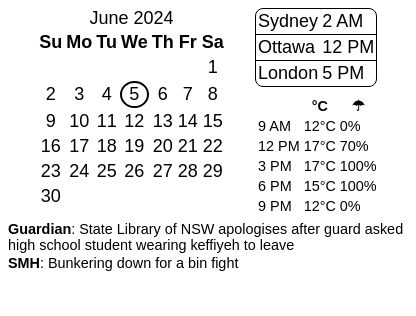 June 2024
Su Mo Tu We Th Fr Sa
1
2 3 4 5 6 7 8
9 10 11 12 13 14 15
16 17 18 19 20 21 22
23 24 25 26 27 28 29
30
Sydney 2 AM
Ottawa 12 PM
London 5 PM
°C ☂
9 AM 12°C 0%
12 PM 17°C 70%
3 PM 17°C 100%
6 PM 15°C 100%
9 PM 12°C 0%
Guardian: State Library of NSW apologises after guard asked
high school student wearing keffiyeh to leave
SMH: Bunkering down for a bin fight